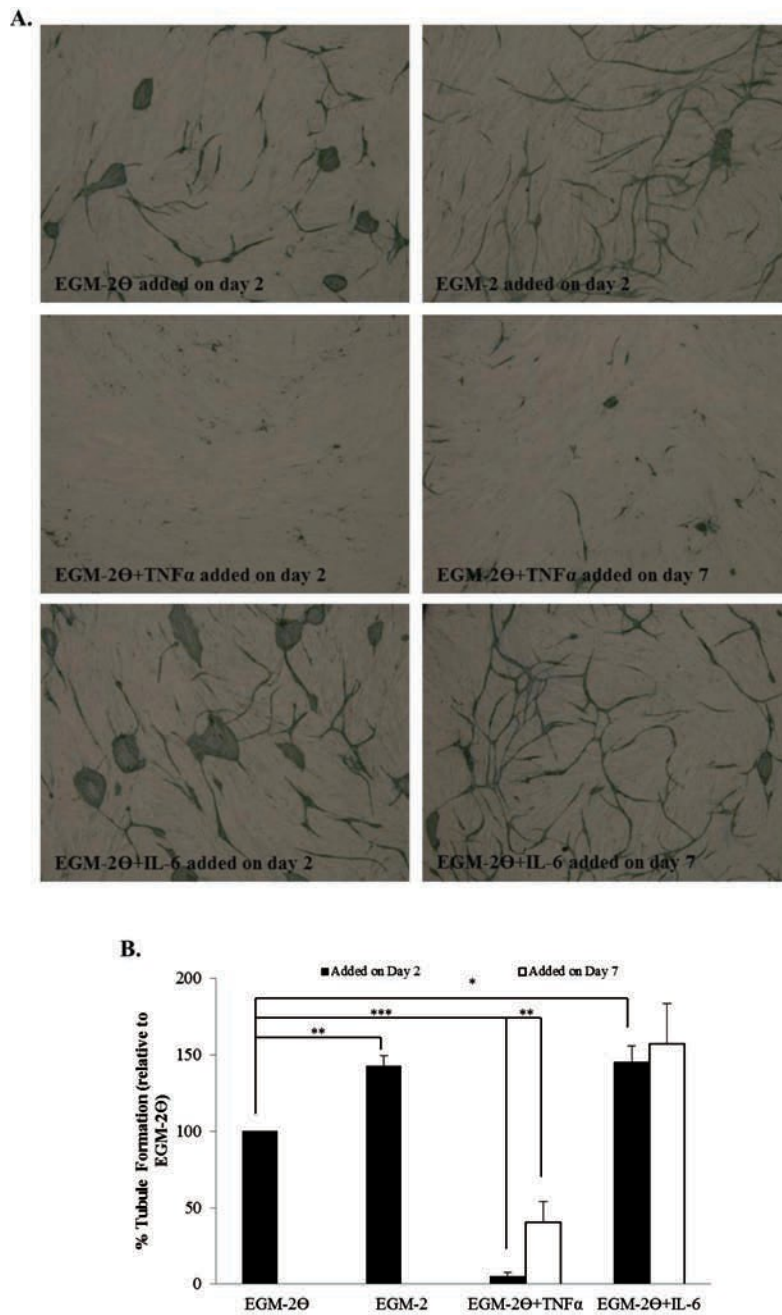 A.
EGM-2Θ added on day 2
EGM-2 added on day 2
EGM-2Θ+TNFα added on day 2
EGM-2Θ+TNFα added on day 7
EGM-2Θ+IL-6 added on day 2
EGM-2Θ+IL-6 added on day 7
B.
% Tubule Formation (relative to
EGM-2Θ)
200
150
100
50
0
Added on Day 2
Added on Day 7
*
***
**
**
EGM-2Θ
EGM-2
EGM-2Θ+TNFα
EGM-2Θ+IL-6